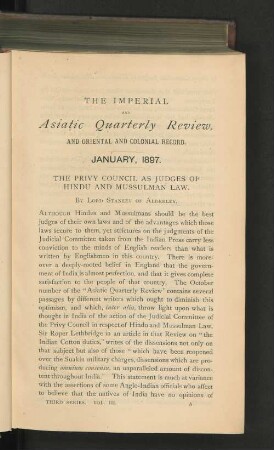 THE IMPERIAL
AND
Asiatic Quarterly Review,
AND ORIENTAL AND COLONIAL RECORD.
JANUARY, 1897.
THE PRIVY COUNCIL AS JUDGES OF
HINDU AND MUSSULMAN LAW.
BY LORD STANLEY OF ALDERLEY.
ALTHOUGH Hindus and Mussulmans should be the best
judges of their own laws and of the advantages which those
laws secure to them, yet strictures on the judgments of the
Judicial Committee taken from the Indian Press carry less
conviction to the minds of English readers than what is
written by Englishmen in this country. There is more-
over a deeply-rooted belief in England that the govern-
ment of India is almost perfection, and that it gives complete
satisfaction to the people of that country. The October
number of the "Asiatic Quarterly Review" contains several
passages by different writers which ought to diminish this
optimism, and which, inter alia, throw light upon what is
thought in India of the action of the Judicial Committee of
the Privy Council in respect of Hindu and Mussulman Law.
Sir Roper Lethbridge in an article in that Review on "the
Indian Cotton duties," writes of the discussions not only on
that subject but also of those "which have been reopened
over the Suakin military charges, discussions which are pro-
ducing omnium consensu, an unparalleled amount of discon-
tent throughout India." This statement is much at variance
with the assertions of some Anglo-Indian officials who affect
to believe that the natives of India have no opinions of
THIRD SERIES. VOL. III. A